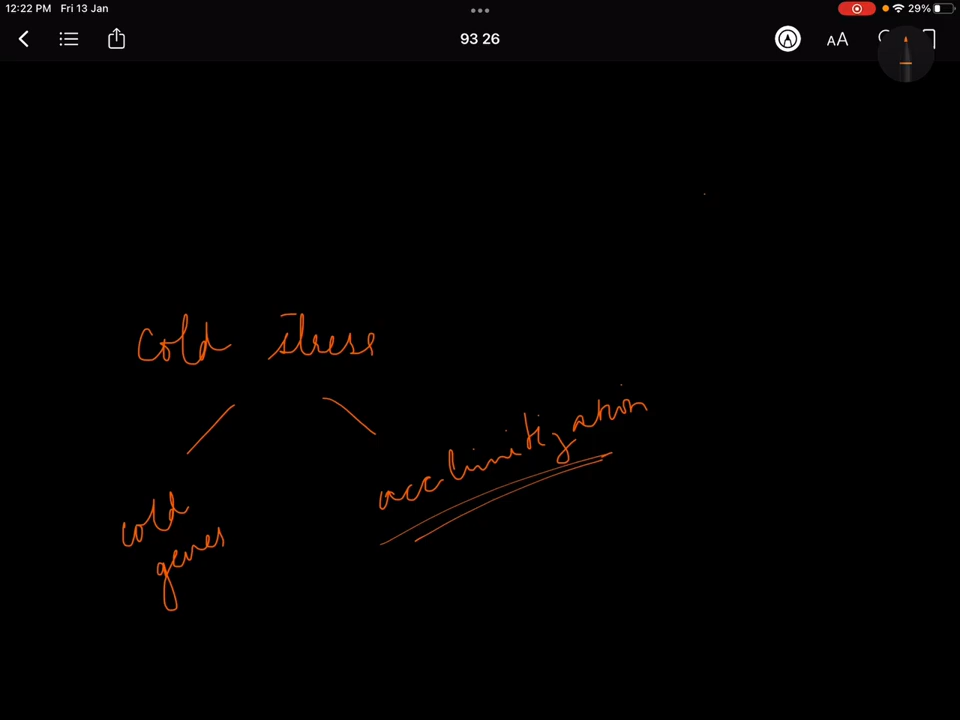 12:22 PM Fri 13 Jan
29%
93 26
AA
Cold stress
acclimitization
cold
genes